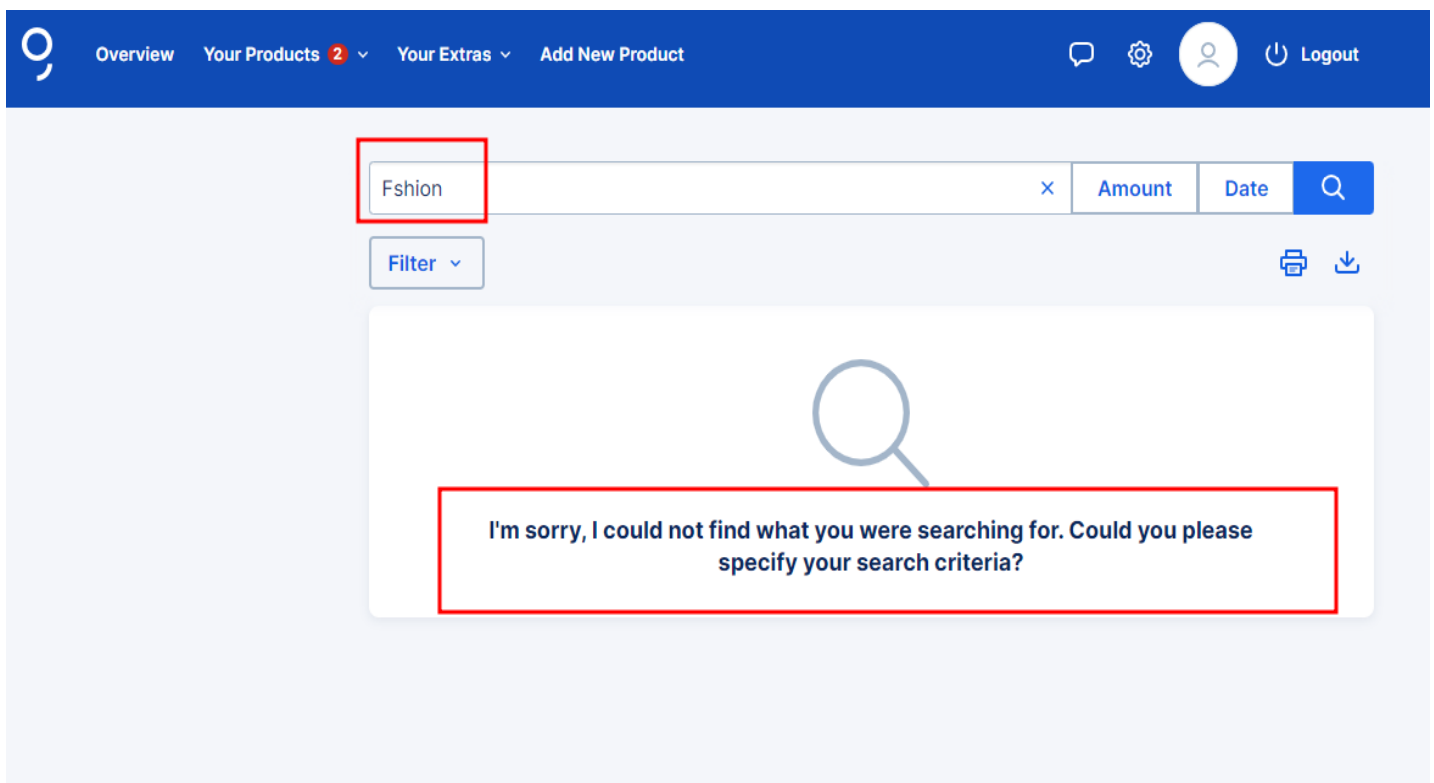 Overview Your Products 2 Your Extras Add New Product Logout
Fshion Amount Date
Filter
I'm sorry, I could not find what you were searching for. Could you please
specify your search criteria?